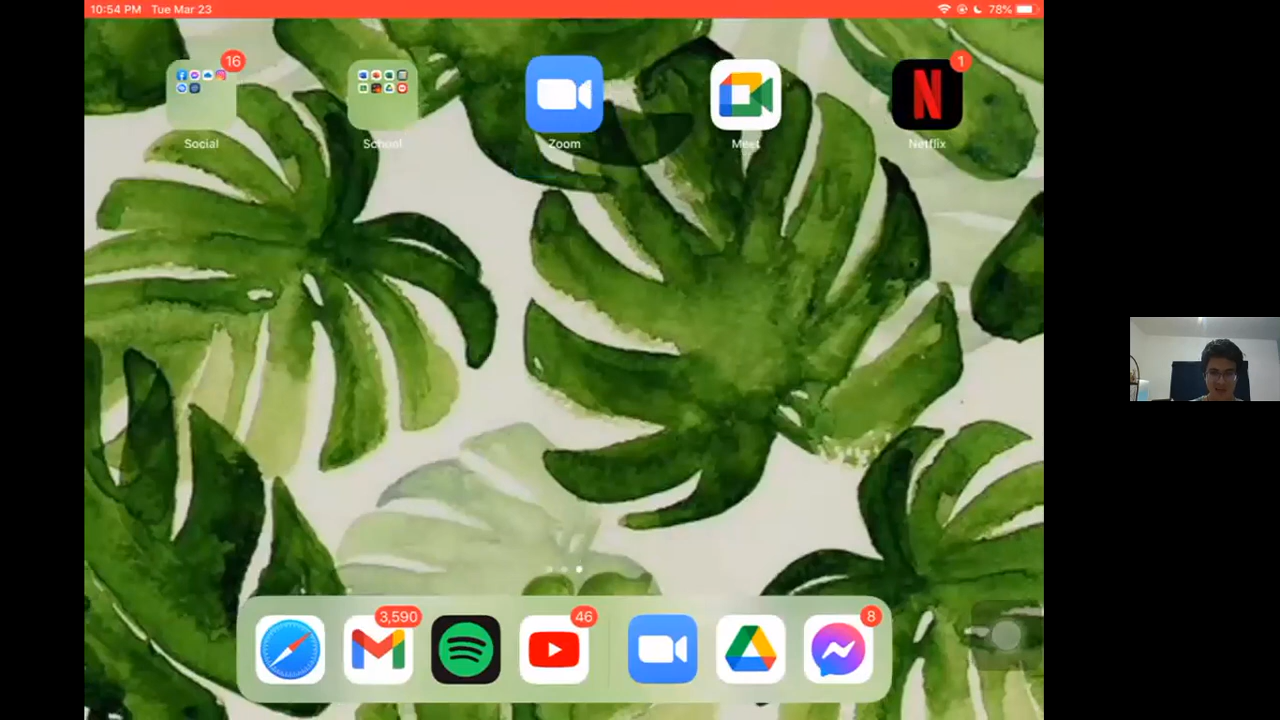 10:54 PM Tue Mar 23
78%
16
1
Social
School
Zoom
Meet
Netflix
3,590
46
8